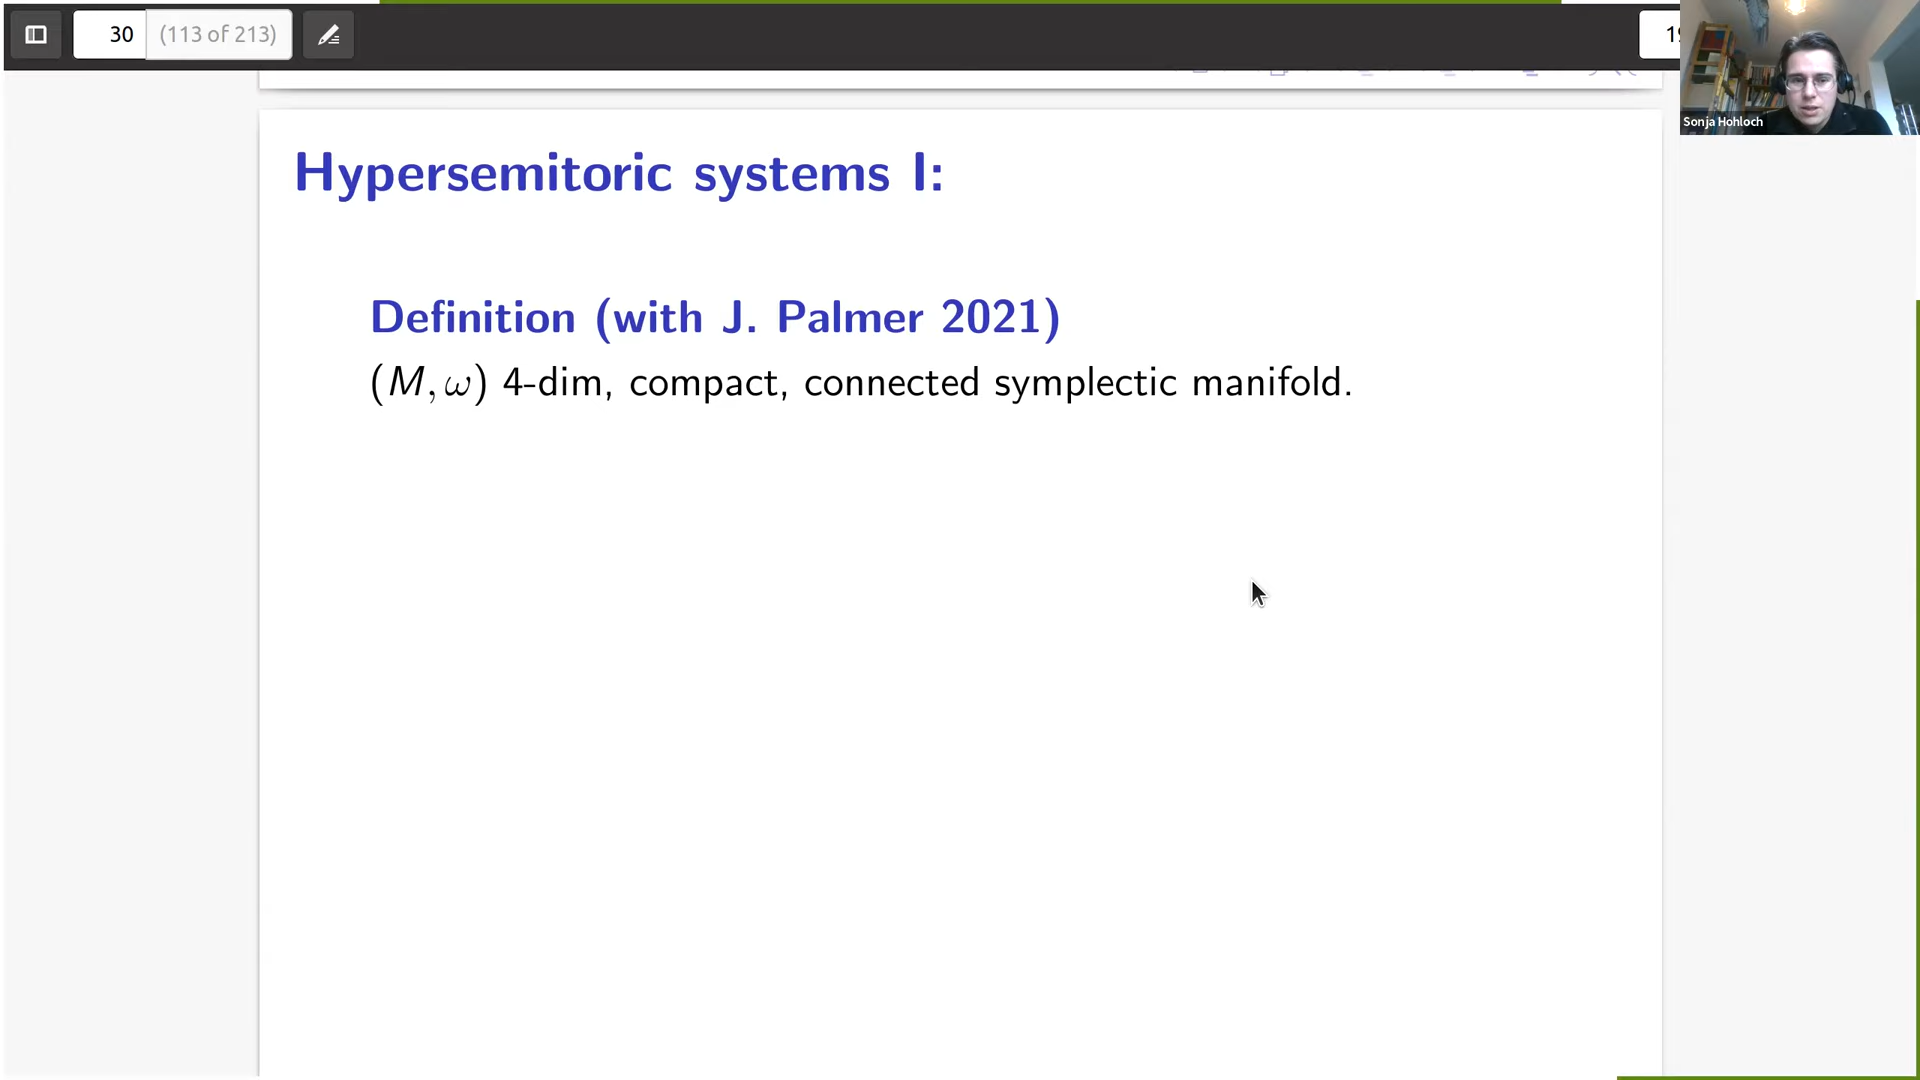 30 (113 of 213)
Sonja Hohloch
Hypersemitoric systems I:
Definition (with J. Palmer 2021)
(M, ω) 4-dim, compact, connected symplectic manifold.